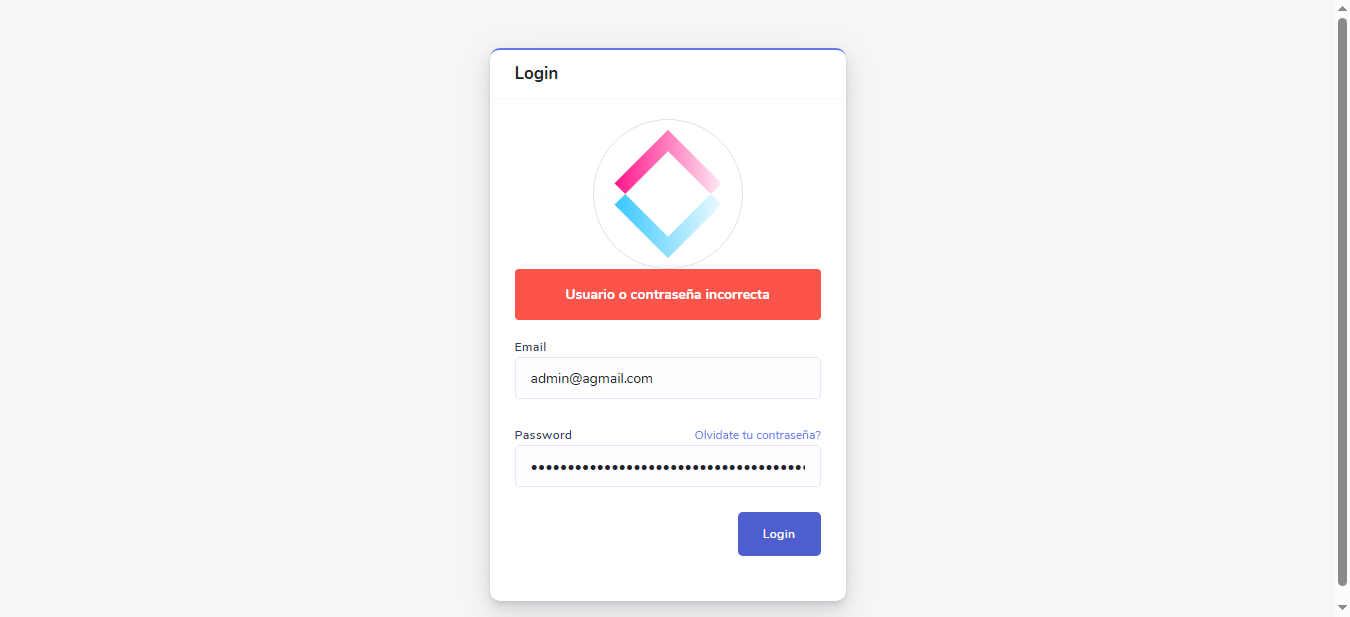 Login
Usuario o contraseña incorrecta
Email
admin@agmail.com
Password Olvidate tu contraseña?
Login